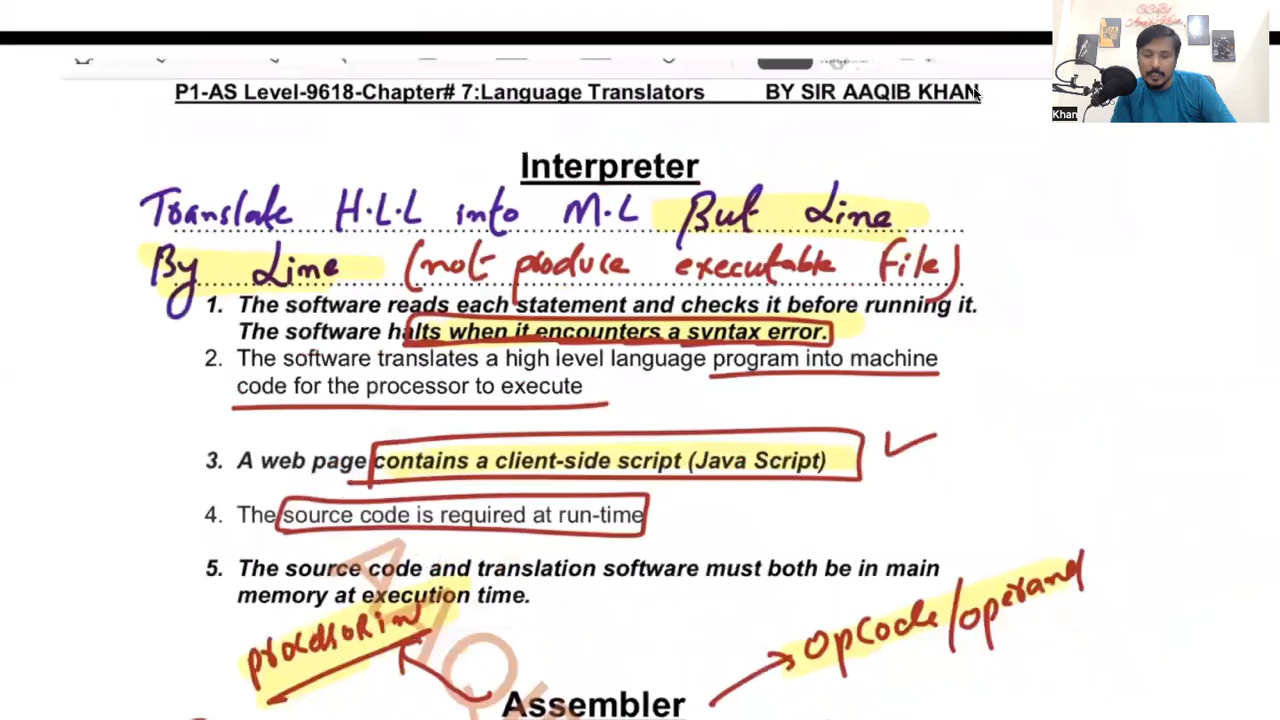 P1-AS Level-9618-Chapter# 7:Language Translators BY SIR AAQIB KHAN
Khan
Interpreter
Translate H.L.L into M.L But Line
By Line (not produce executable file)
1. The software reads each statement and checks it before running it.
The software halts when it encounters a syntax error.
2. The software translates a high level language program into machine
code for the processor to execute
3. A web page contains a client-side script (Java Script)
4. The source code is required at run-time
5. The source code and translation software must both be in main
memory at execution time.
opcode/operand
Assembler